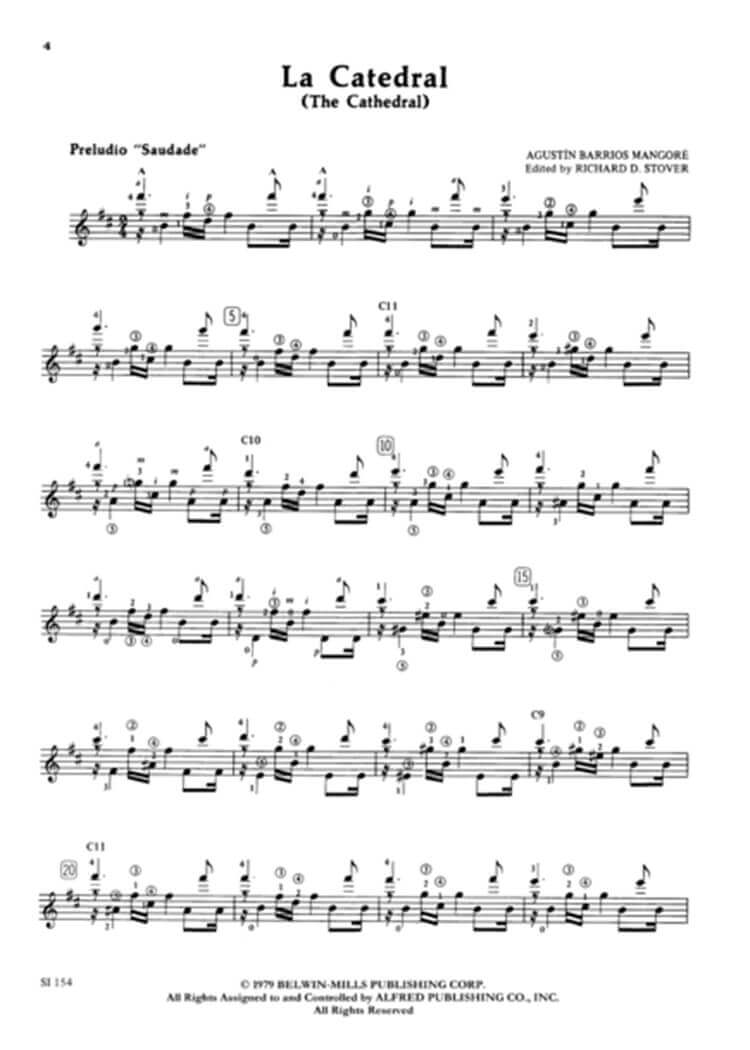 4
La Catedral
(The Cathedral)
Preludio "Saudade"
AGUSTÍN BARRIOS MANGORÉ
Edited by RICHARD D. STOVER
5
C11
C10
10
15
C9
C11
20
SI 154
© 1979 BELWIN-MILLS PUBLISHING CORP.
All Rights Assigned to and Controlled by ALFRED PUBLISHING CO., INC.
All Rights Reserved